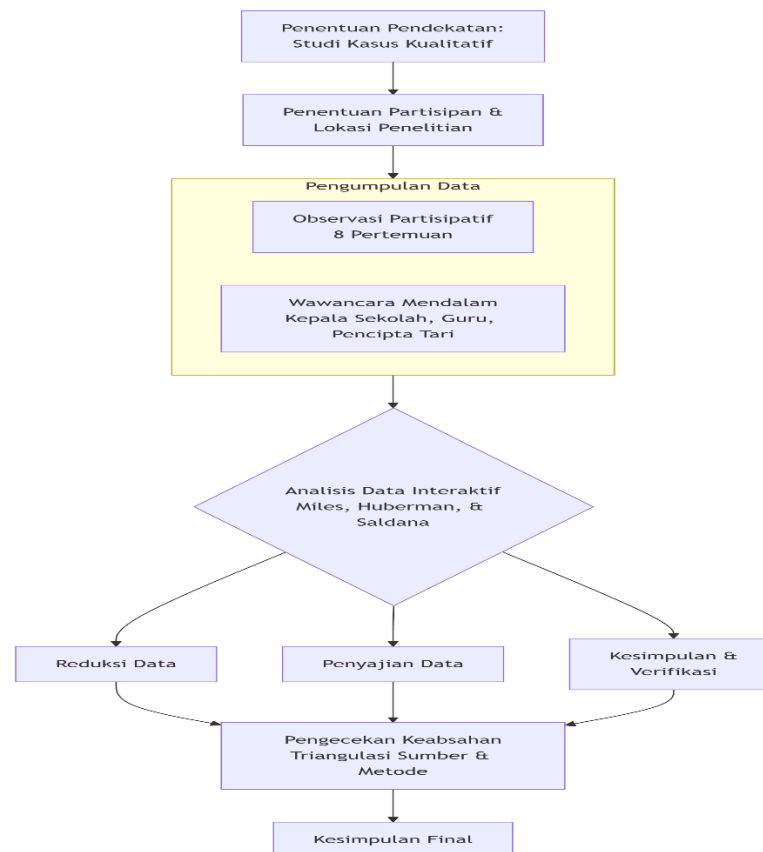 Penentuan Pendekatan:
Studi Kasus Kualitatif
Penentuan Partisipan &
Lokasi Penelitian
Pengumpulan Data
Observasi Partisipatif
8 Pertemuan
Wawancara Mendalam
Kepala Sekolah, Guru,
Pencipta Tari
Analisis Data Interaktif
Miles, Huberman, &
Saldana
Reduksi Data
Penyajian Data
Kesimpulan &
Verifikasi
Pengecekan Keabsahan
Triangulasi Sumber &
Metode
Kesimpulan Final